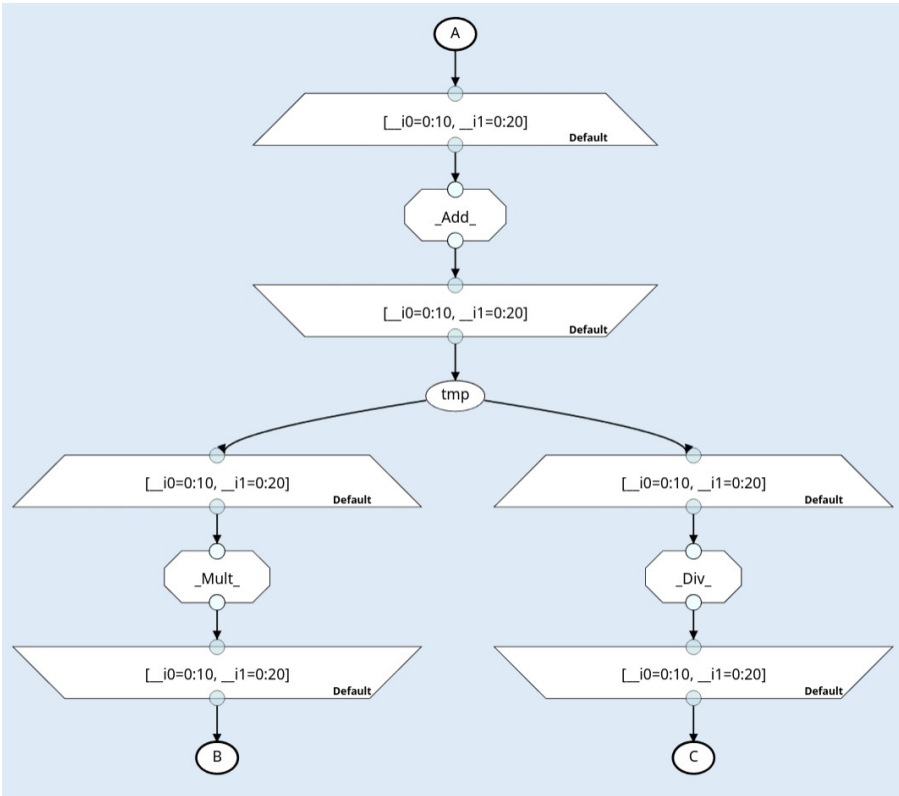 A
[__i0=0:10, __i1=0:20]
Default
_Add_
[__i0=0:10, __i1=0:20]
Default
tmp
[__i0=0:10, __i1=0:20]
Default
[__i0=0:10, __i1=0:20]
Default
_Mult_
_Div_
[__i0=0:10, __i1=0:20]
Default
[__i0=0:10, __i1=0:20]
Default
B
C